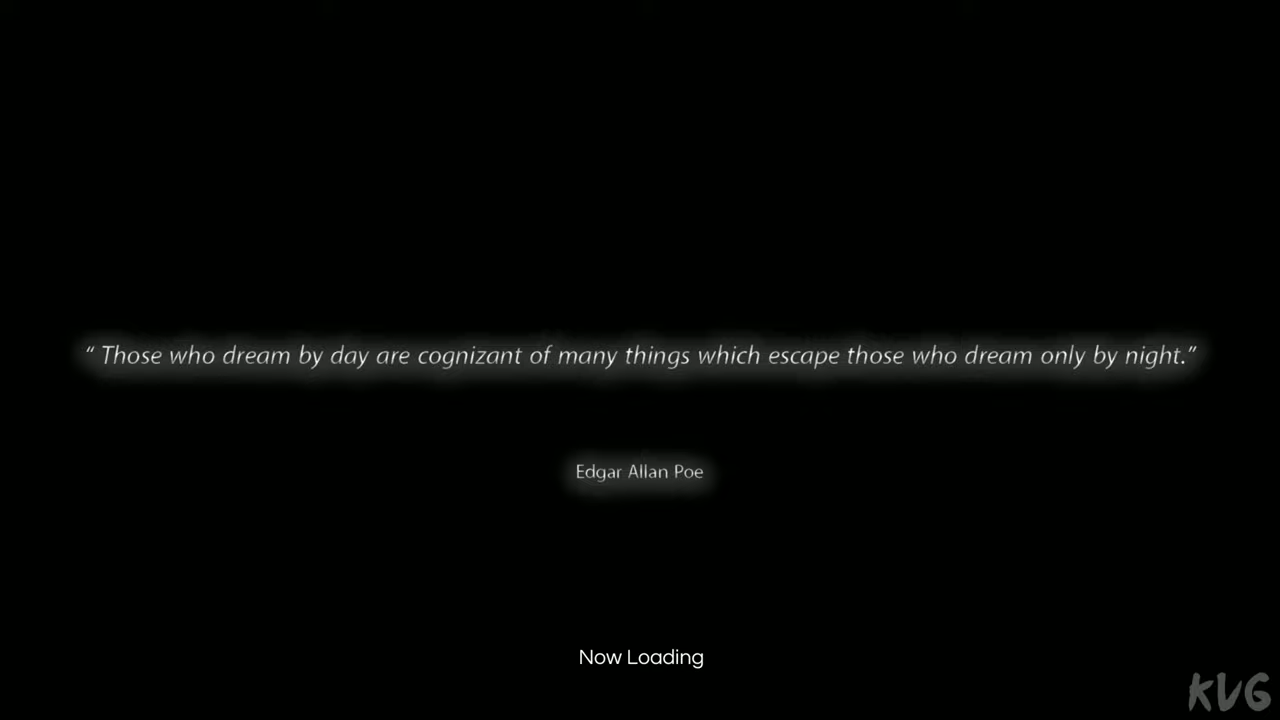 “ Those who dream by day are cognizant of many things which escape those who dream only by night.”
Edgar Allan Poe
Now Loading
KVG